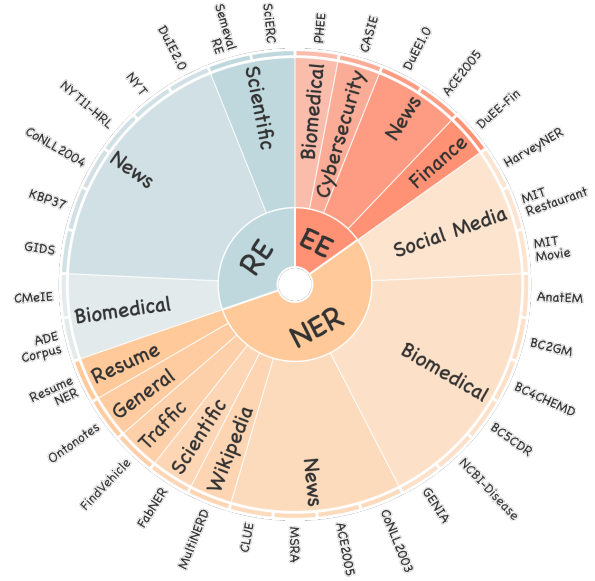 RE
EE
NER
Biomedical
Cybersecurity
News
Finance
Social Media
Biomedical
News
Wikipedia
Scientific
Traffic
General
Resume
Biomedical
News
Scientific
PHEE
CASIE
DuEE1.0
ACE2005
DuEE-Fin
HarveyNER
MIT
Restaurant
MIT
Movie
AnatEM
BC2GM
BC4CHEMD
BC5CDR
NCBI-Disease
GENIA
CoNLL2003
ACE2005
MSRA
CLUE
MultiNERD
FabNER
FindVehicle
Ontonotes
Resume
NER
ADE
Corpus
CMeIE
GIDS
KBP37
CoNLL2004
NYT11-HRL
NYT
DuIE2.0
Semeval
RE
SciERC